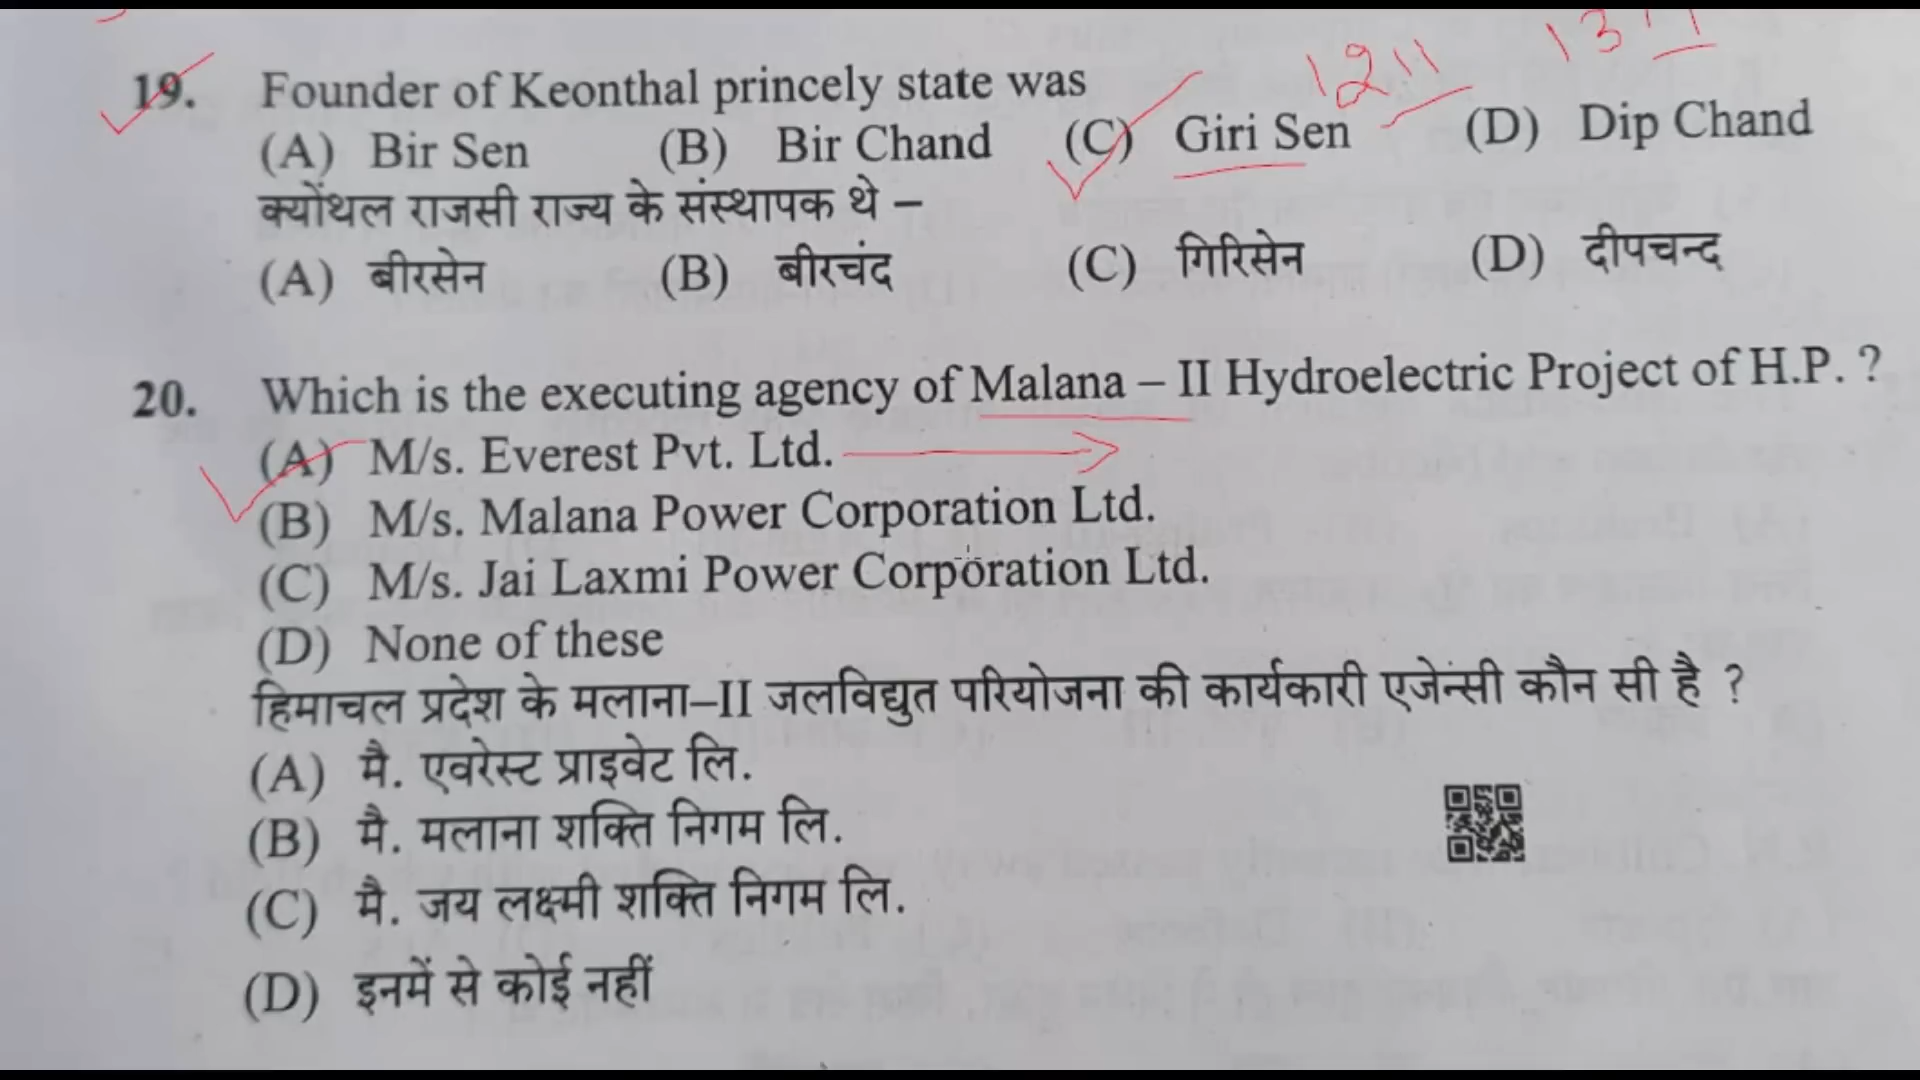 1211
19. Founder of Keonthal princely state was
(A) Bir Sen (B) Bir Chand (C) Giri Sen (D) Dip Chand
क्योंथल राजसी राज्य के संस्थापक थे –
(A) बीरसेन (B) बीरचंद (C) गिरिसेन (D) दीपचन्द
20. Which is the executing agency of Malana – II Hydroelectric Project of H.P. ?
(A) M/s. Everest Pvt. Ltd.
(B) M/s. Malana Power Corporation Ltd.
(C) M/s. Jai Laxmi Power Corporation Ltd.
(D) None of these
हिमाचल प्रदेश के मलाना–II जलविद्युत परियोजना की कार्यकारी एजेन्सी कौन सी है ?
(A) मै. एवरेस्ट प्राइवेट लि.
(B) मै. मलाना शक्ति निगम लि.
(C) मै. जय लक्ष्मी शक्ति निगम लि.
(D) इनमें से कोई नहीं